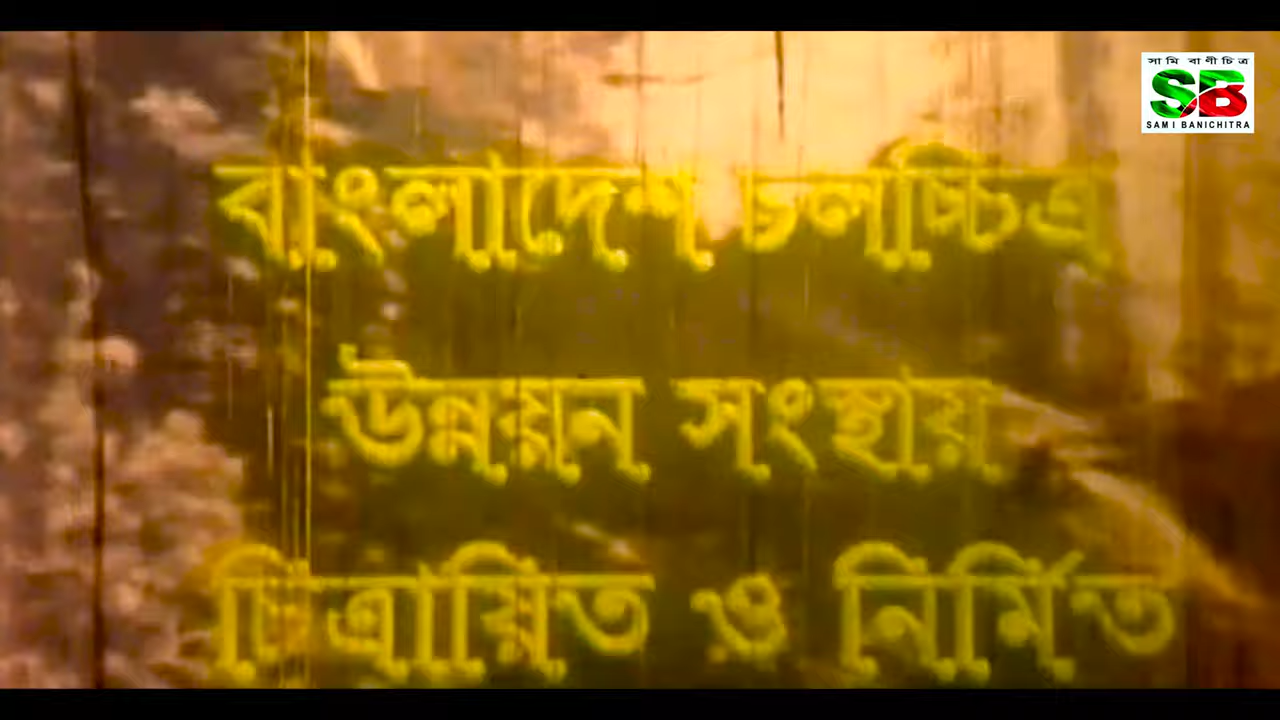 সামি বাণীচিত্র
SB
SAMI BANICHITRA
বাংলাদেশ চলচ্চিত্র
উন্নয়ন সংস্থায়
চিত্রায়িত ও নির্মিত